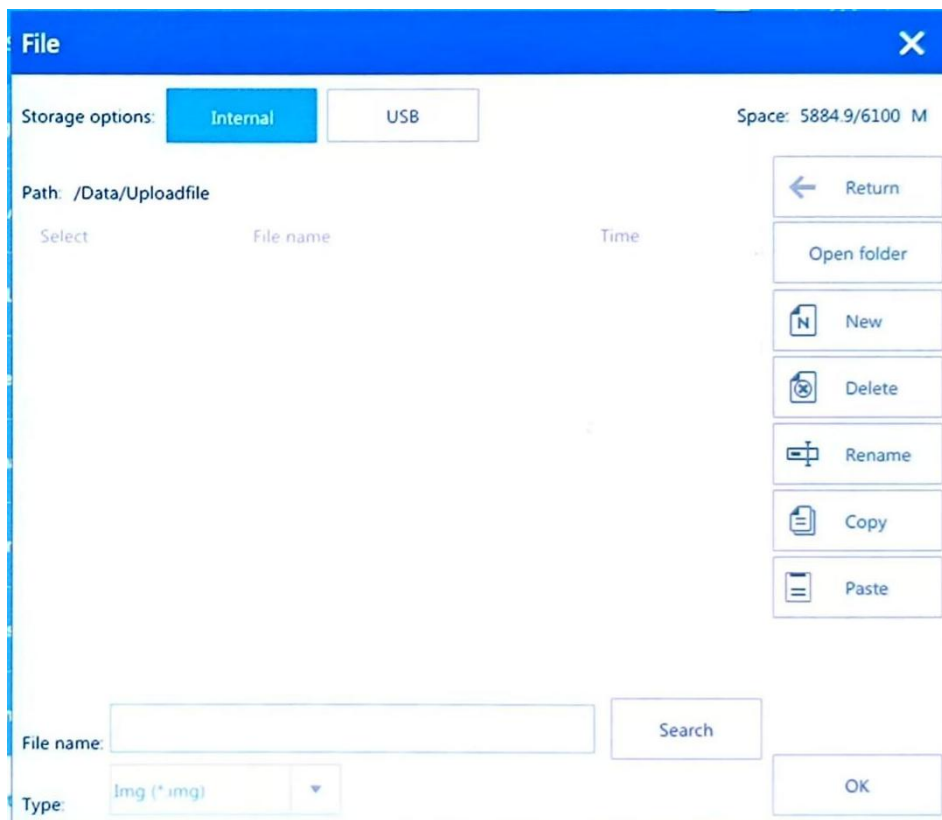 File
Storage options: Internal USB Space: 5884.9/6100 M
Path: /Data/Uploadfile
Return
Select File name Time
Open folder
New
Delete
Rename
Copy
Paste
File name: Search
Type: Img (*.img) OK